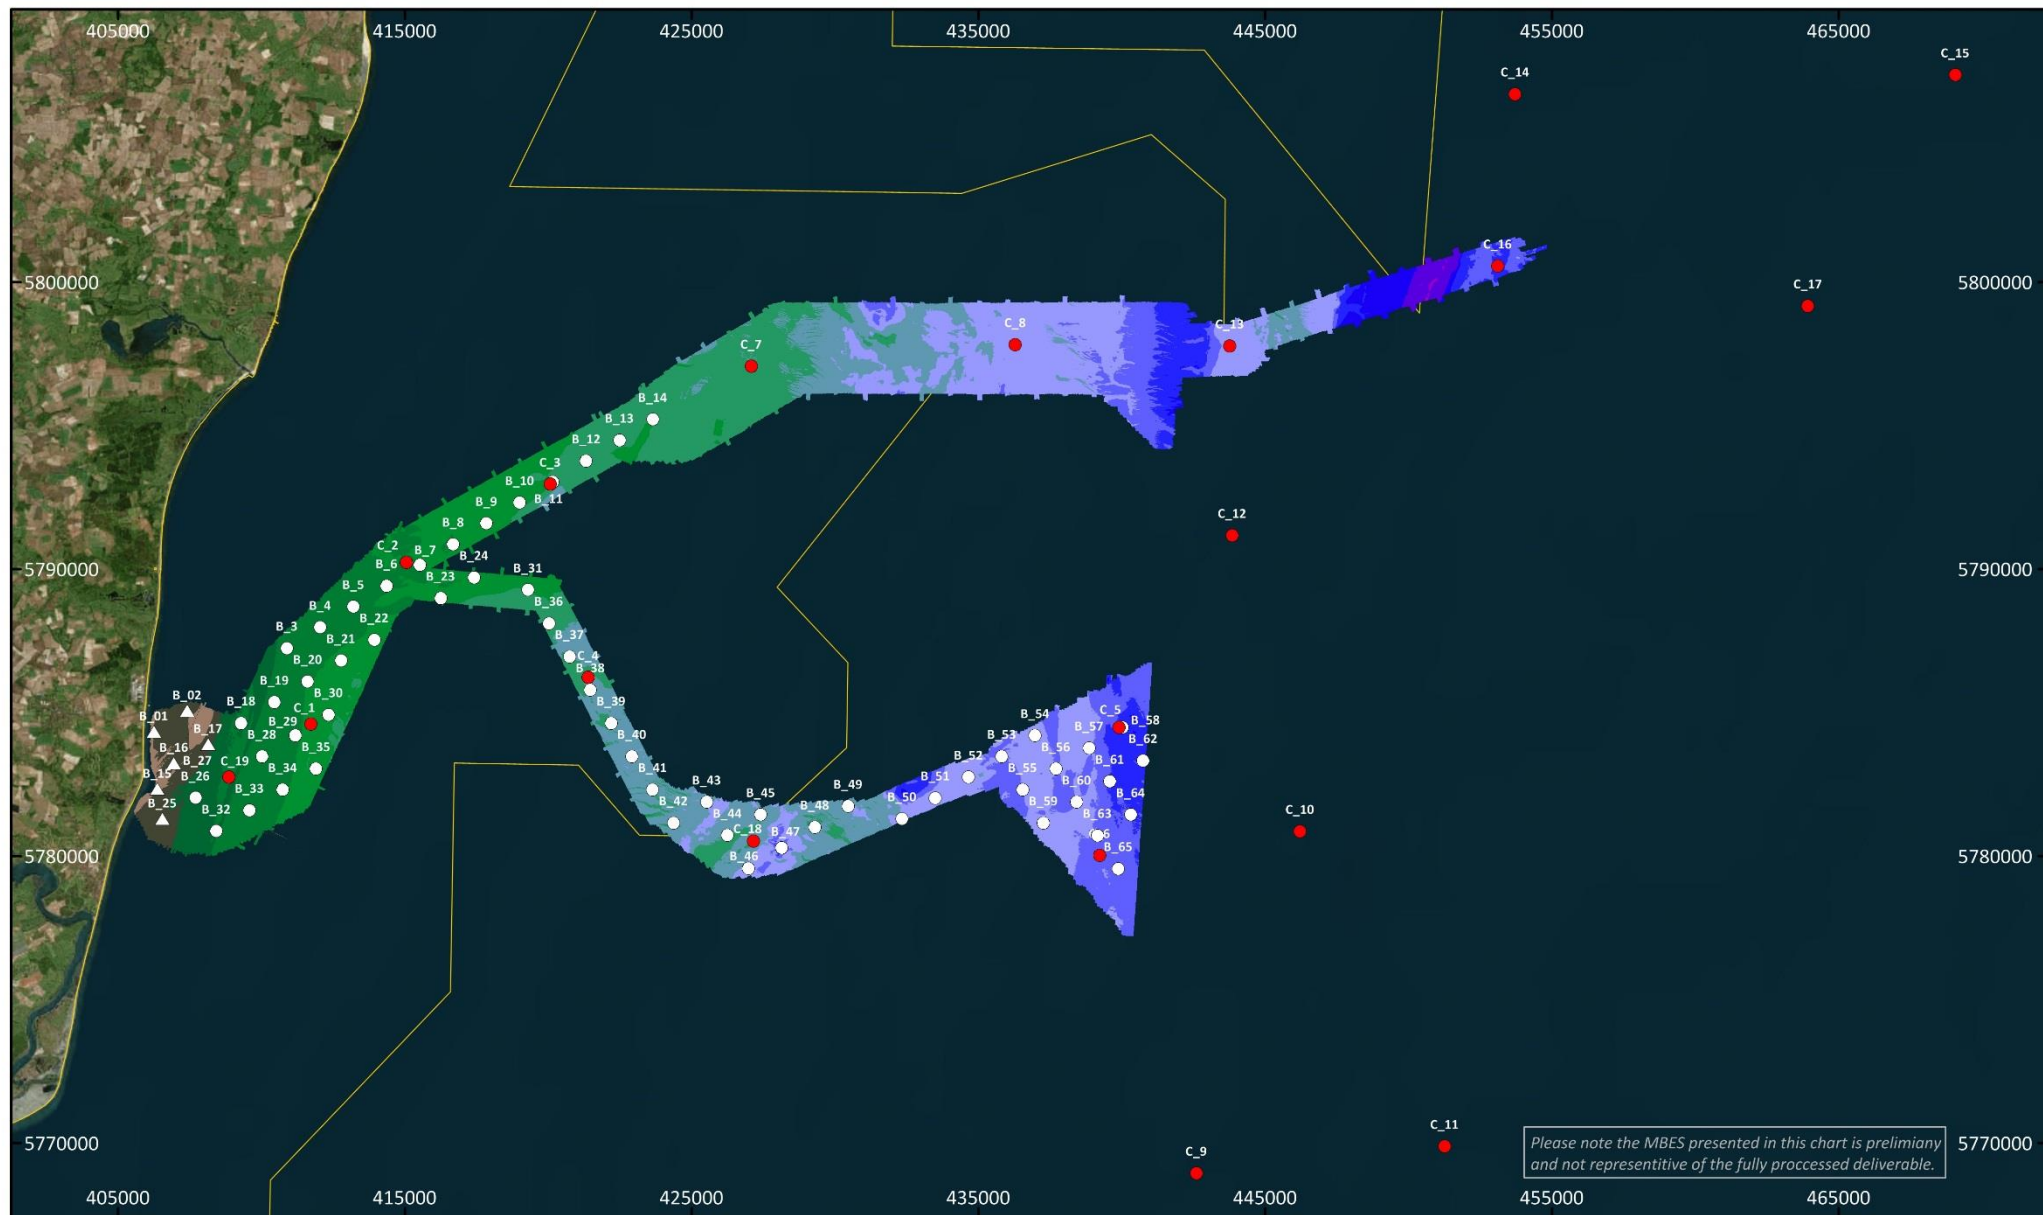 405000 415000 425000 435000 445000 455000 465000
C_15
C_14
C_16
5800000 5800000
C_17
C_8
C_13
C_7
B_14
B_13
B_12
C_3
B_10
B_11
B_9
B_8
C_12
C_2
B_7
B_24
B_6
B_31
5790000 5790000
B_5
B_23
B_36
B_4
B_22
B_3
B_37
B_21
C_4
B_20
B_38
B_02
B_19
B_30
B_39
B_01
B_18
C_1
B_54
C_5
B_58
B_17
B_29
B_40
B_57
B_62
B_16
B_28
B_35
B_53
B_56
B_27
C_19
B_41
B_52
B_55
B_61
B_15
B_26
B_34
B_43
B_51
B_60
B_25
B_33
B_42
B_45
B_49
B_59
B_64
B_32
B_44
B_48
B_50
B_63
C_10
C_18
B_47
B_46
B_65
5780000 5780000
C_11
C_9
5770000 5770000
Please note the MBES presented in this chart is prelimiany
and not representitive of the fully proccessed deliverable.
405000 415000 425000 435000 445000 455000 465000